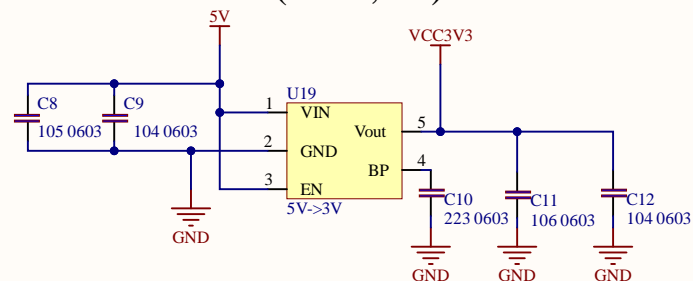 5V
VCC3V3
U19
C8
105 0603
C9
104 0603
1
VIN
2
GND
3
EN
Vout
5
BP
4
5V->3V
C10
223 0603
C11
106 0603
C12
104 0603
GND
GND
GND
GND